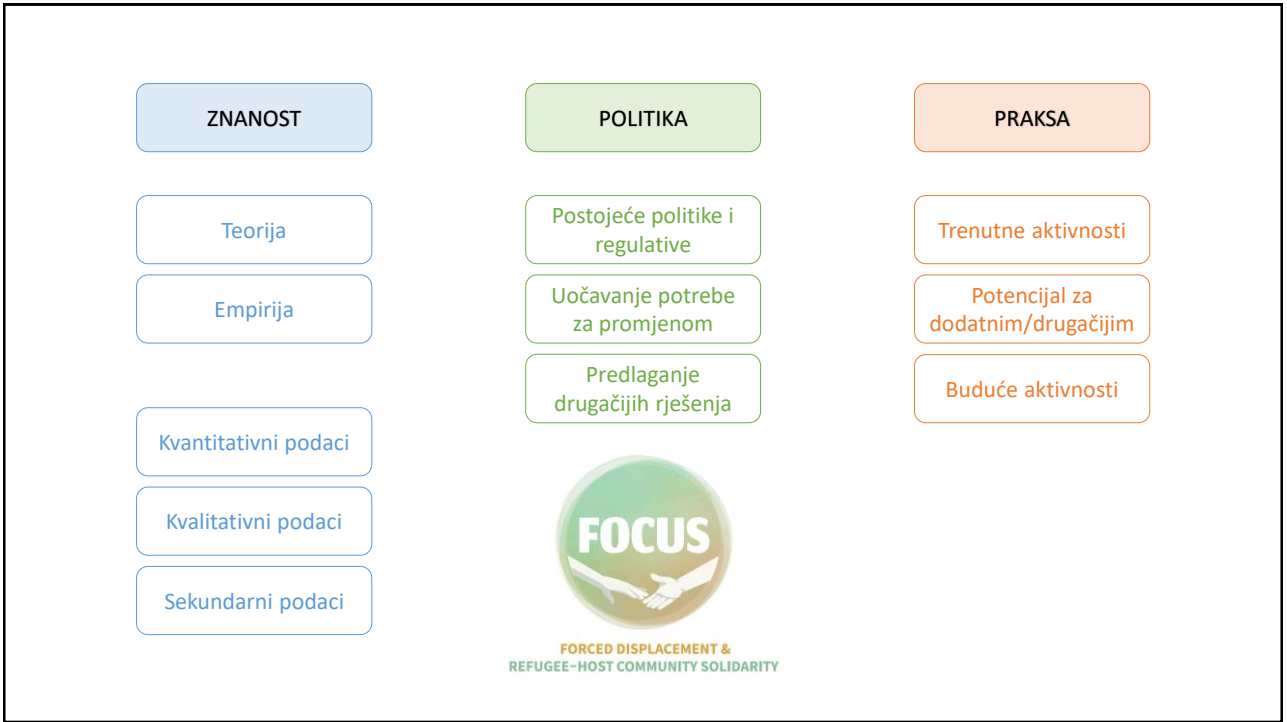 ZNANOST
Teorija
Empirija
Kvantitativni podaci
Kvalitativni podaci
Sekundarni podaci
POLITIKA
Postojeće politike i
regulative
Uočavanje potrebe
za promjenom
Predlaganje
drugačijih rješenja
FOCUS
FORCED DISPLACEMENT &
REFUGEE-HOST COMMUNITY SOLIDARITY
PRAKSA
Trenutne aktivnosti
Potencijal za
dodatnim/drugačijim
Buduće aktivnosti